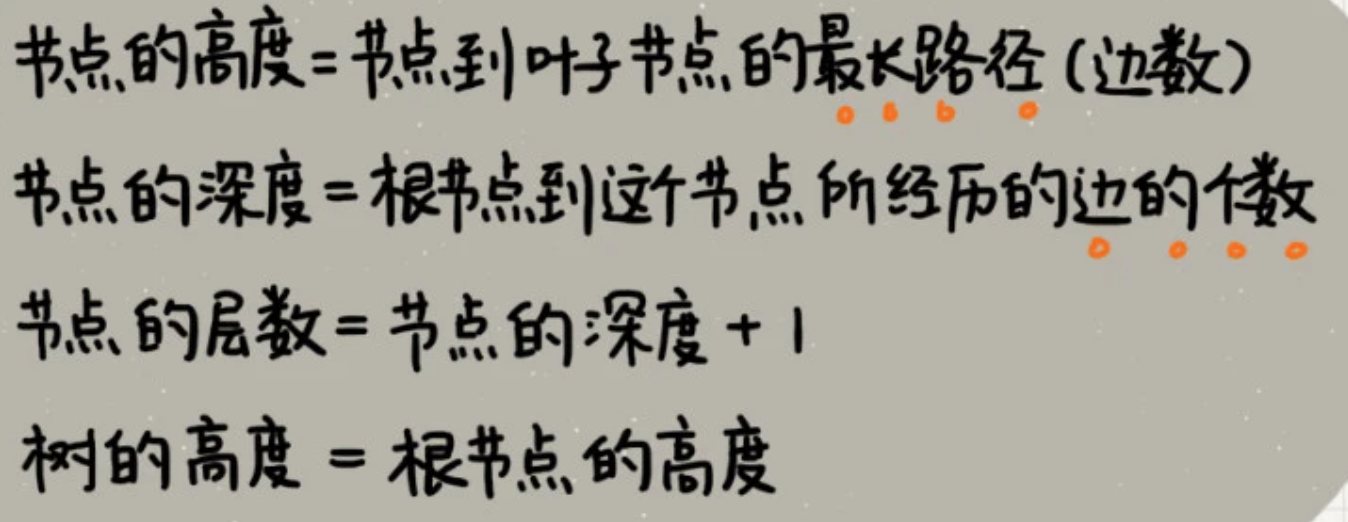 节点的高度=节点到叶子节点的最长路径(边数)
节点的深度=根节点到这个节点所经历的边的个数
节点的层数=节点的深度+1
树的高度=根节点的高度